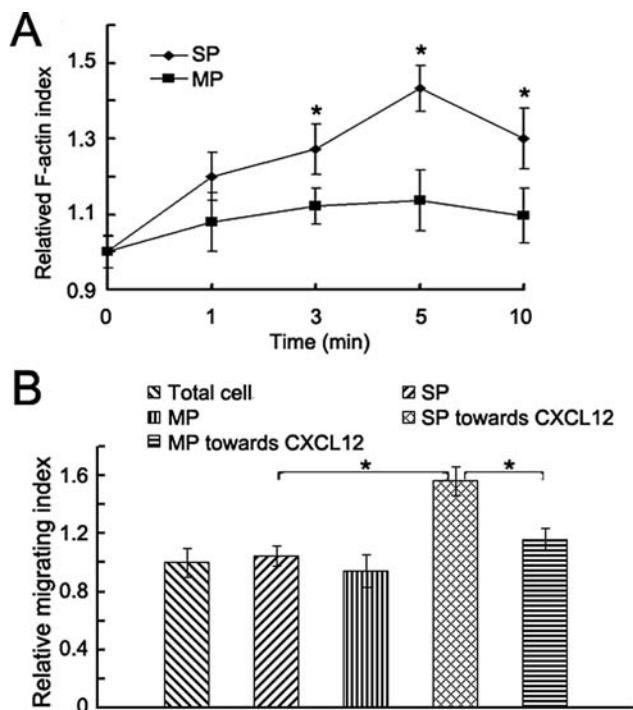 A
SP
MP
Relatived F-actin index
1.5
1.3
1.1
0.9
*
*
*
0 1 3 5 10
Time (min)
B
Total cell SP
MP SP towards CXCL12
MP towards CXCL12
Relative migrating index
1.6
1.2
0.8
0.4
0
* *